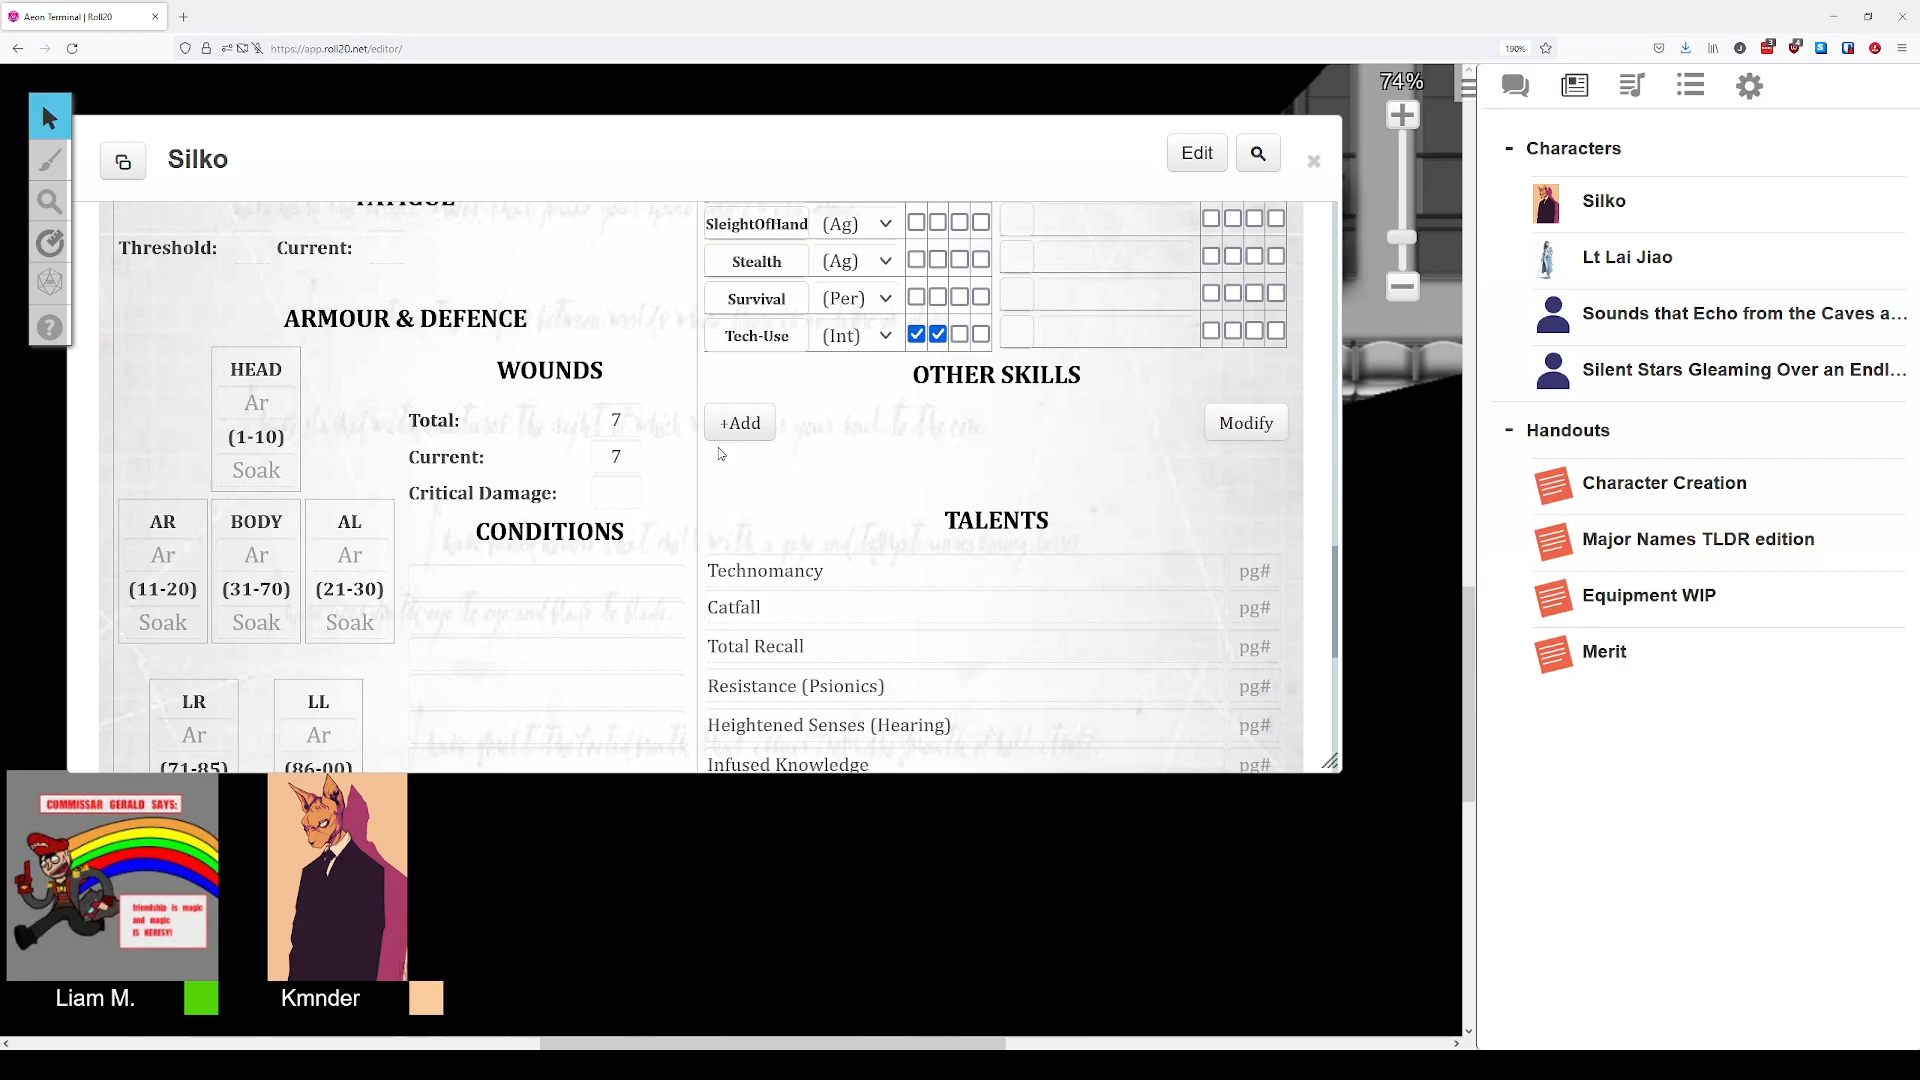 Aeon Terminal | Roll20
https://app.roll20.net/editor/
190%
74%
Silko
Edit
FATIGUE
Threshold:
Current:
ARMOUR & DEFENCE
HEAD
Ar
(1-10)
Soak
AR
BODY
AL
Ar
Ar
Ar
(11-20)
(31-70)
(21-30)
Soak
Soak
Soak
LR
LL
Ar
Ar
(71-85)
(86-00)
WOUNDS
Total:
7
Current:
7
Critical Damage:
CONDITIONS
SleightOfHand
(Ag)
Stealth
(Ag)
Survival
(Per)
Tech-Use
(Int)
OTHER SKILLS
+Add
Modify
TALENTS
Technomancy
pg#
Catfall
pg#
Total Recall
pg#
Resistance (Psionics)
pg#
Heightened Senses (Hearing)
pg#
Infused Knowledge
pg#
Characters
Silko
Lt Lai Jiao
Sounds that Echo from the Caves a...
Silent Stars Gleaming Over an Endl...
Handouts
Character Creation
Major Names TLDR edition
Equipment WIP
Merit
COMMISSAR GERALD SAYS:
friendship is magic
and magic
IS HERESY!
Liam M.
Kmnder